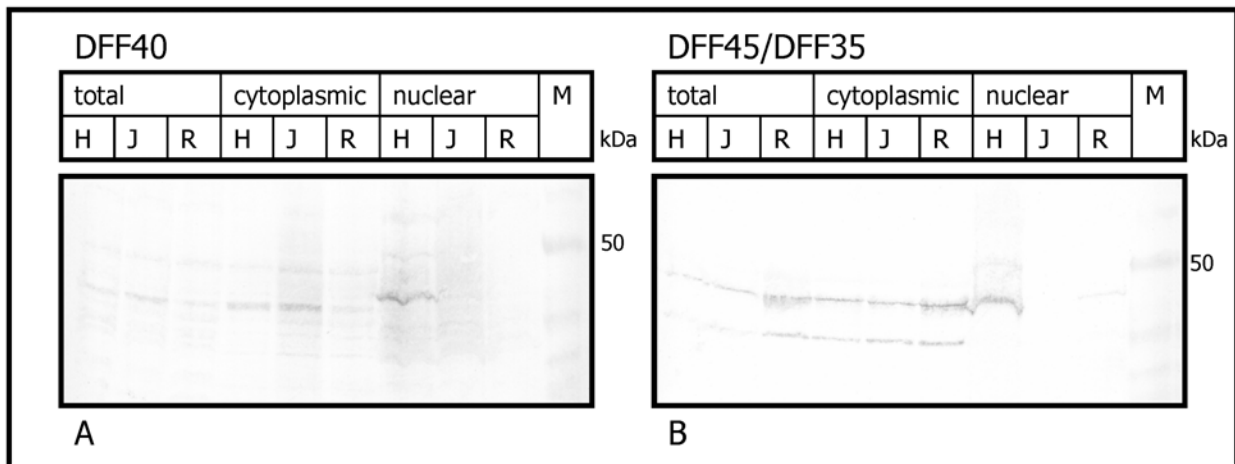 DFF40
total cytoplasmic nuclear M
H J R H J R H J R kDa
50
A
DFF45/DFF35
total cytoplasmic nuclear M
H J R H J R H J R kDa
50
B